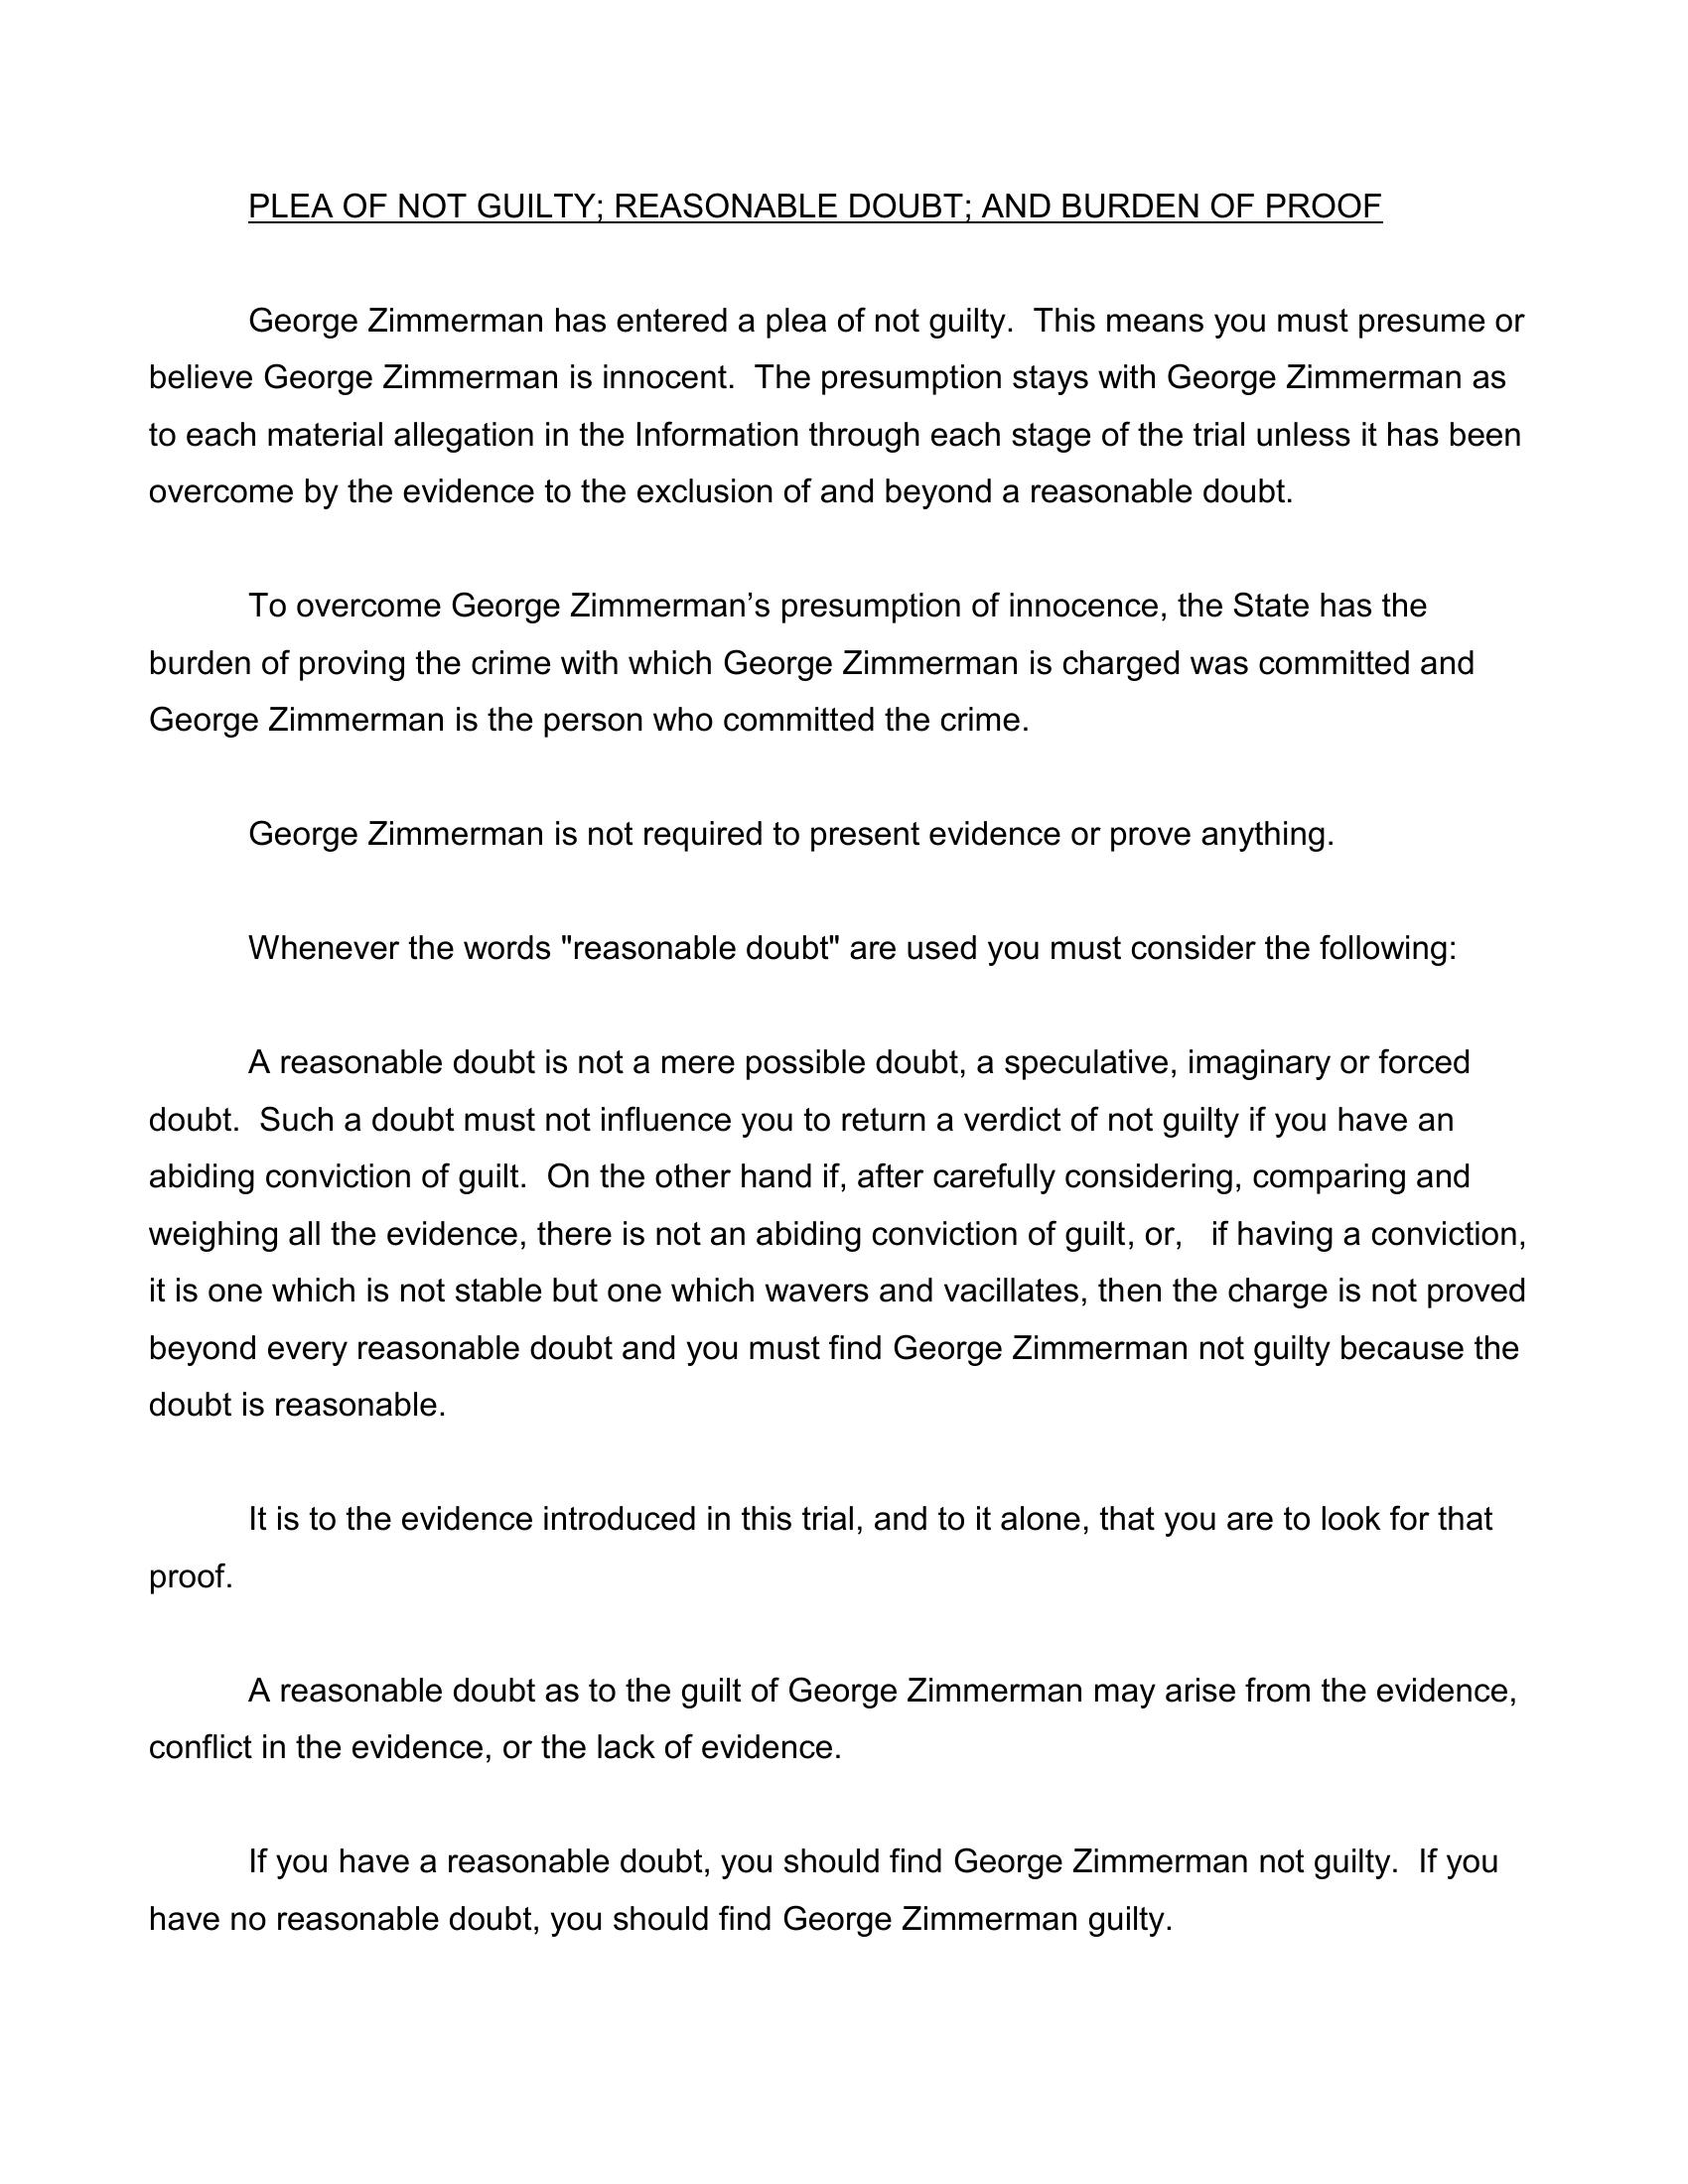 PLEA OF NOT GUILTY; REASONABLE DOUBT; AND BURDEN OF PROOF
George Zimmerman has entered a plea of not guilty.  This means you must presume or
believe George Zimmerman is innocent.  The presumption stays with George Zimmerman as
to each material allegation in the Information through each stage of the trial unless it has been
overcome by the evidence to the exclusion of and beyond a reasonable doubt.
To overcome George Zimmerman’s presumption of innocence, the State has the
burden of proving the crime with which George Zimmerman is charged was committed and
George Zimmerman is the person who committed the crime.
George Zimmerman is not required to present evidence or prove anything.
Whenever the words "reasonable doubt" are used you must consider the following:
A reasonable doubt is not a mere possible doubt, a speculative, imaginary or forced
doubt.  Such a doubt must not influence you to return a verdict of not guilty if you have an
abiding conviction of guilt.  On the other hand if, after carefully considering, comparing and
weighing all the evidence, there is not an abiding conviction of guilt, or,   if having a conviction,
it is one which is not stable but one which wavers and vacillates, then the charge is not proved
beyond every reasonable doubt and you must find George Zimmerman not guilty because the
doubt is reasonable.
It is to the evidence introduced in this trial, and to it alone, that you are to look for that
proof.
A reasonable doubt as to the guilt of George Zimmerman may arise from the evidence,
conflict in the evidence, or the lack of evidence.
If you have a reasonable doubt, you should find George Zimmerman not guilty.  If you
have no reasonable doubt, you should find George Zimmerman guilty.